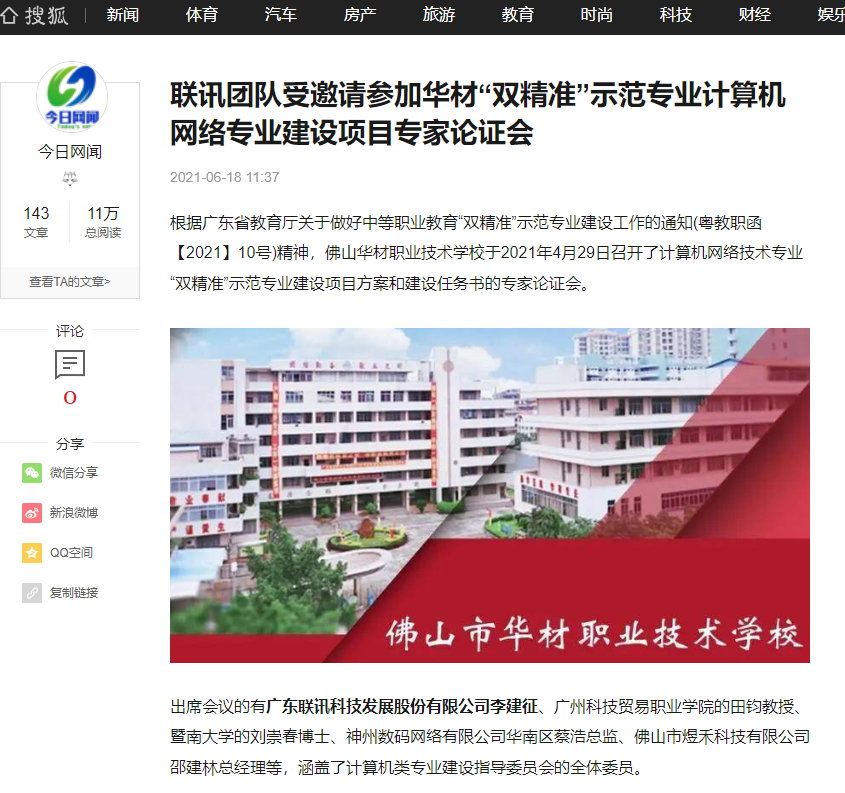 搜狐 新闻 体育 汽车 房产 旅游 教育 时尚 科技 财经 娱乐
今日网闻
今日网闻
143 11万
文章 总阅读
查看TA的文章>
评论
0
分享
微信分享
新浪微博
QQ空间
复制链接
联讯团队受邀请参加华材“双精准”示范专业计算机
网络专业建设项目专家论证会
2021-06-18 11:37
根据广东省教育厅关于做好中等职业教育“双精准”示范专业建设工作的通知(粤教职函
【2021】10号)精神，佛山华材职业技术学校于2021年4月29日召开了计算机网络技术专业
“双精准”示范专业建设项目方案和建设任务书的专家论证会。
佛山市华材职业技术学校
出席会议的有广东联讯科技发展股份有限公司李建征、广州科技贸易职业学院的田钧教授、
暨南大学的刘崇春博士、神州数码网络有限公司华南区蔡浩总监、佛山市煜禾科技有限公司
邵建林总经理等，涵盖了计算机类专业建设指导委员会的全体委员。